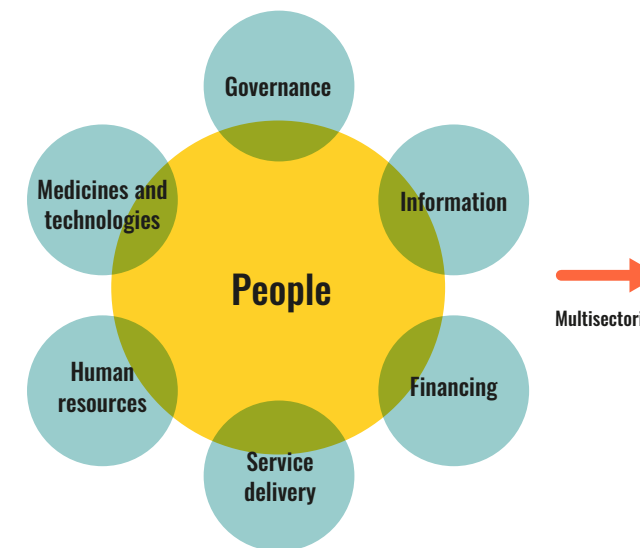 Governance
Medicines and
technologies
Information
People
Human
resources
Financing
Service
delivery